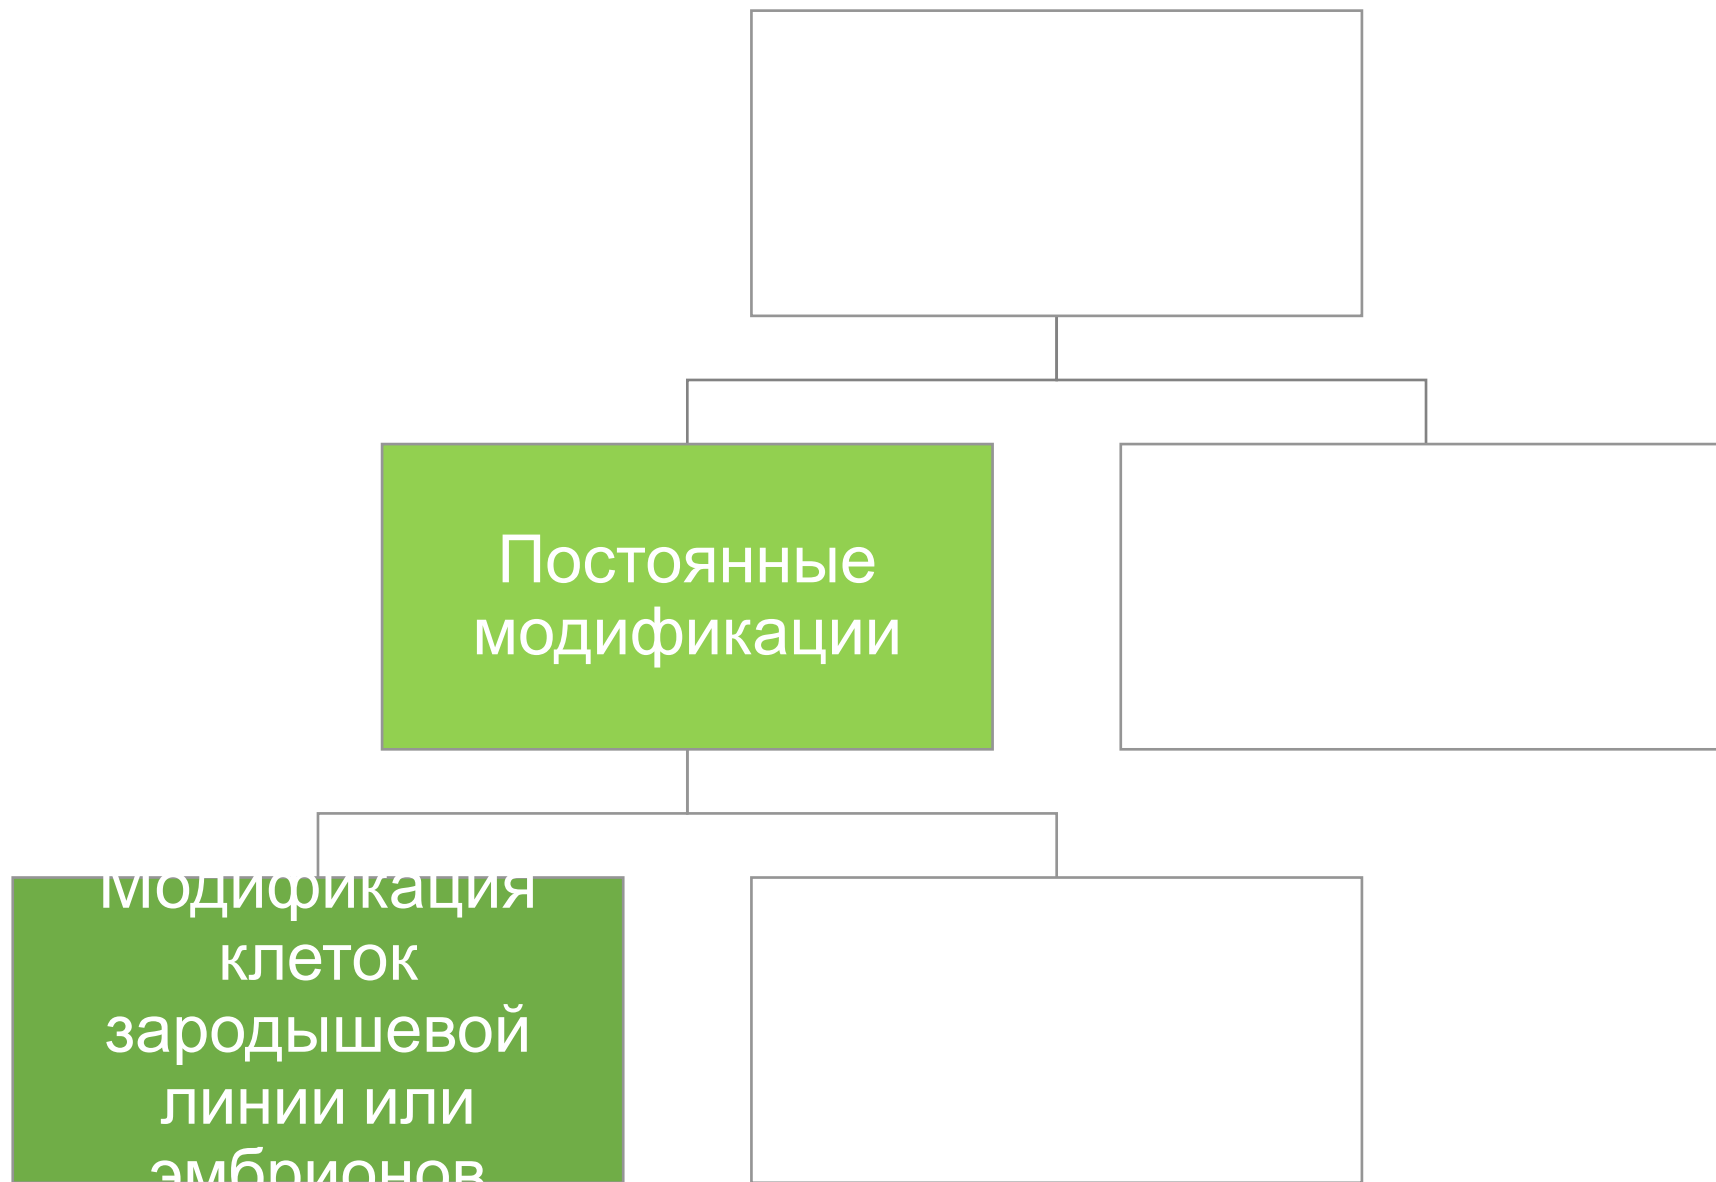 Постоянные
модификации
Модификация
клеток
зародышевой
линии или
эмбрионов